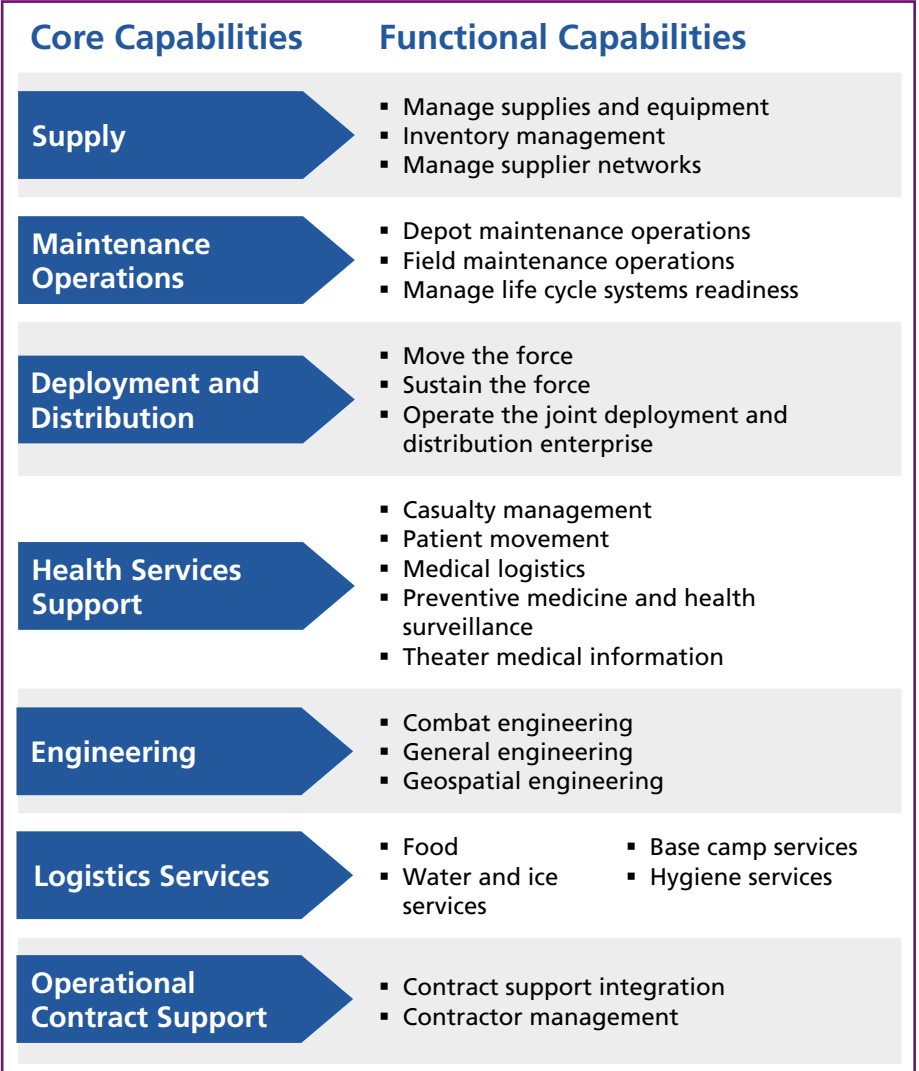 Core Capabilities
Functional Capabilities
Supply
▪ Manage supplies and equipment
▪ Inventory management
▪ Manage supplier networks
Maintenance
Operations
▪ Depot maintenance operations
▪ Field maintenance operations
▪ Manage life cycle systems readiness
Deployment and
Distribution
▪ Move the force
▪ Sustain the force
▪ Operate the joint deployment and
distribution enterprise
Health Services
Support
▪ Casualty management
▪ Patient movement
▪ Medical logistics
▪ Preventive medicine and health
surveillance
▪ Theater medical information
Engineering
▪ Combat engineering
▪ General engineering
▪ Geospatial engineering
Logistics Services
▪ Food
▪ Water and ice
services
▪ Base camp services
▪ Hygiene services
Operational
Contract Support
▪ Contract support integration
▪ Contractor management